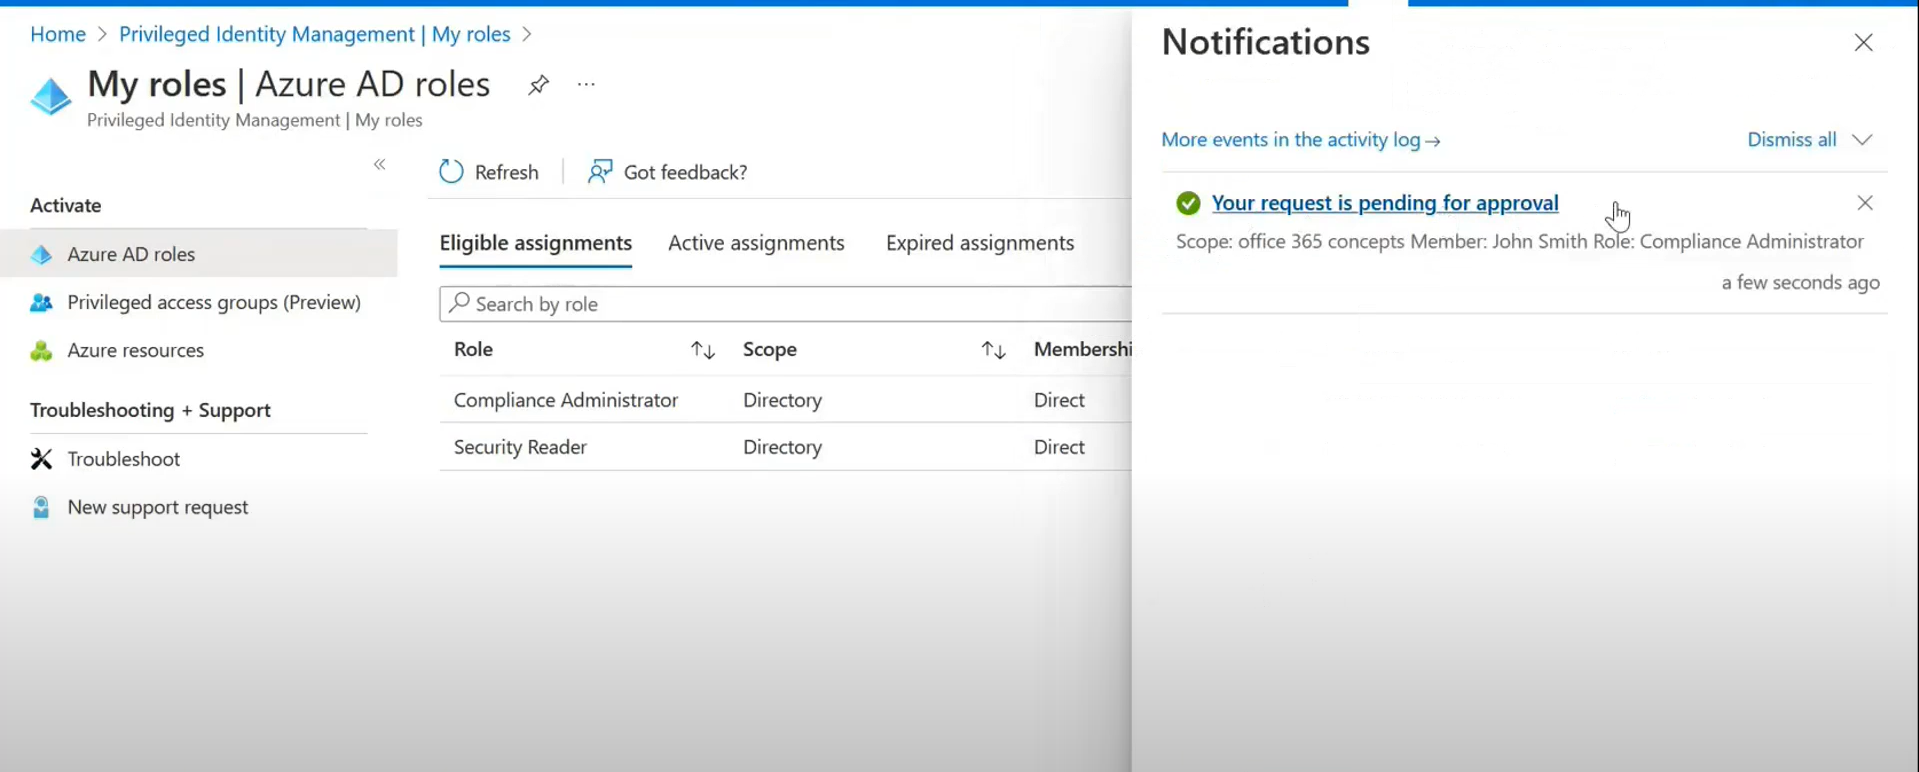 Home > Privileged Identity Management | My roles >
My roles | Azure AD roles ...
Privileged Identity Management | My roles
«
Activate
Azure AD roles
Privileged access groups (Preview)
Azure resources
Troubleshooting + Support
Troubleshoot
New support request
Refresh | Got feedback?
Eligible assignments Active assignments Expired assignments
Search by role
Role ↑↓ Scope ↑↓ Membershi
Compliance Administrator Directory Direct
Security Reader Directory Direct
Notifications
More events in the activity log → Dismiss all
Your request is pending for approval
Scope: office 365 concepts Member: John Smith Role: Compliance Administrator
a few seconds ago